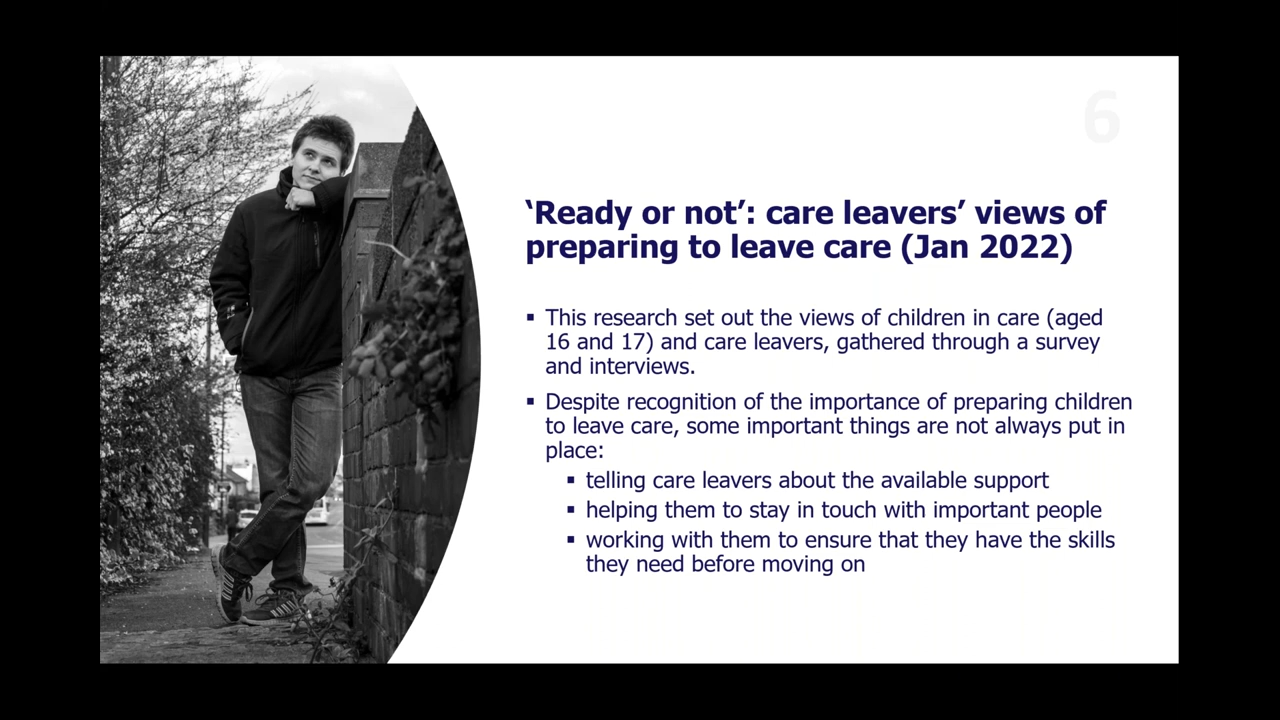 6
‘Ready or not’: care leavers’ views of
preparing to leave care (Jan 2022)
▪ This research set out the views of children in care (aged
16 and 17) and care leavers, gathered through a survey
and interviews.
▪ Despite recognition of the importance of preparing children
to leave care, some important things are not always put in
place:
▪ telling care leavers about the available support
▪ helping them to stay in touch with important people
▪ working with them to ensure that they have the skills
they need before moving on